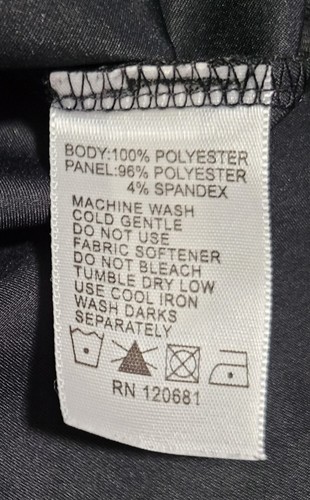 BODY:100% POLYESTER
PANEL:96% POLYESTER
4% SPANDEX
MACHINE WASH
COLD GENTLE
DO NOT USE
FABRIC SOFTENER
DO NOT BLEACH
TUMBLE DRY LOW
USE COOL IRON
WASH DARKS
SEPARATELY
RN 120681